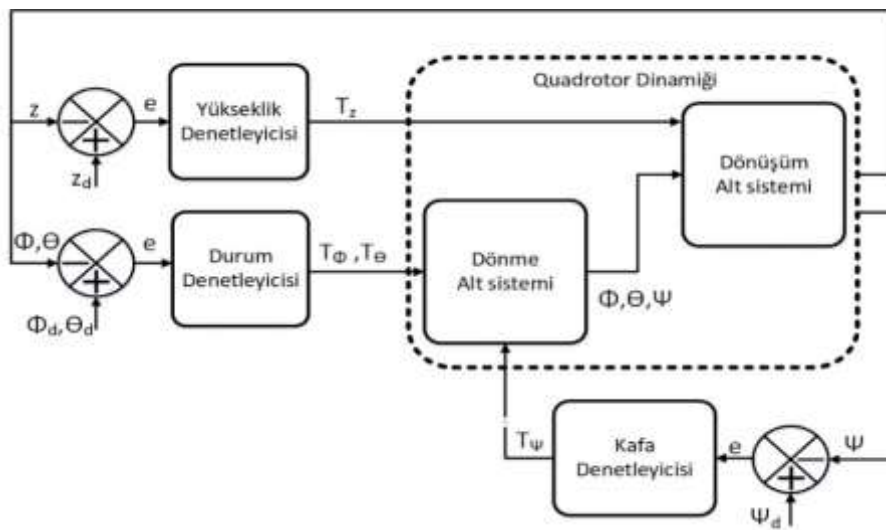 Quadrotor Dinamiği
z
e
Yükseklik
Denetleyicisi
T_z
z_d
Dönüşüm
Alt sistemi
Φ,Θ
e
Durum
Denetleyicisi
T_Φ ,T_Θ
Φ_d,Θ_d
Dönme
Alt sistemi
Φ,Θ,Ψ
T_Ψ
Kafa
Denetleyicisi
e
Ψ
Ψ_d